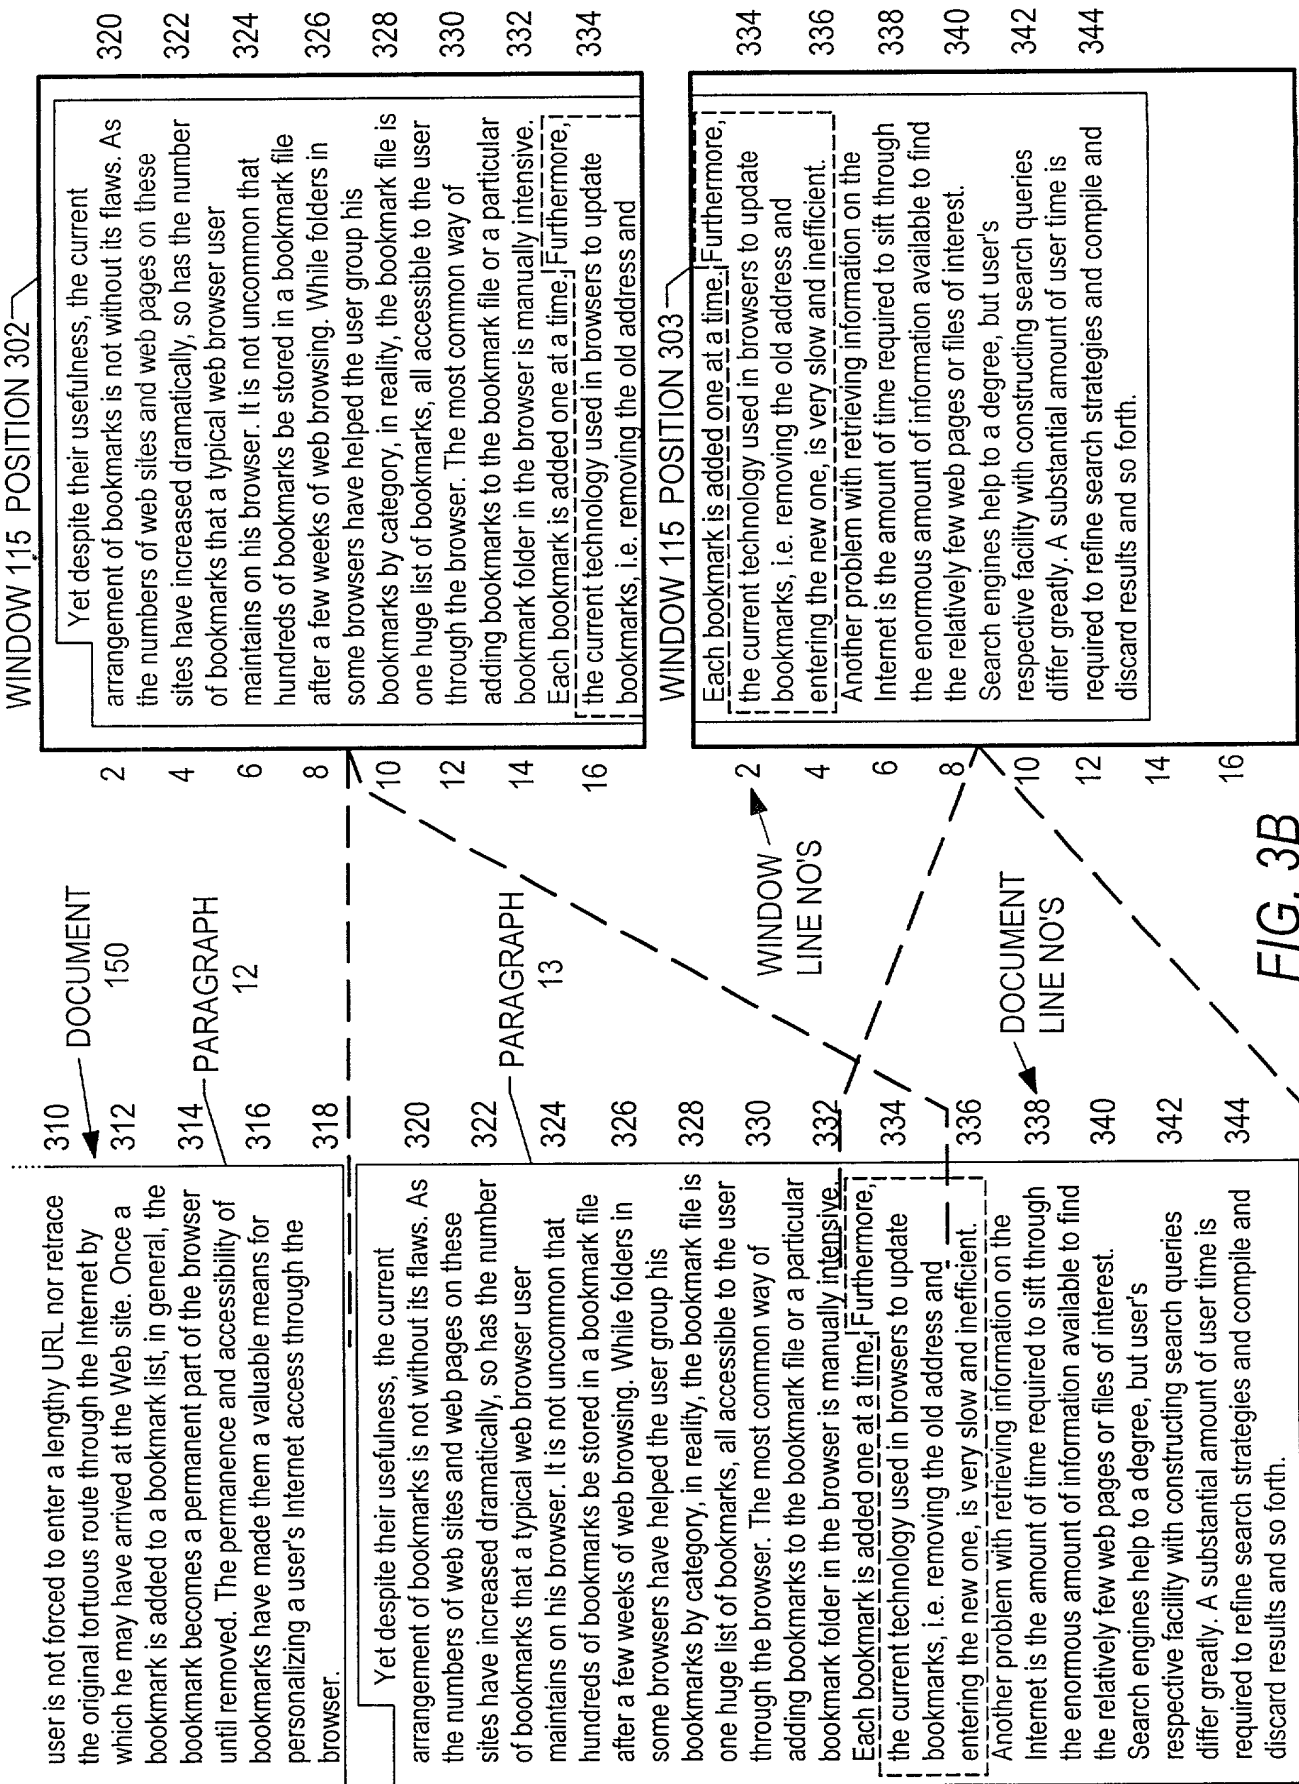 user is not forced to enter a lengthy URL nor retrace
the original tortuous route through the Internet by
which he may have arrived at the Web site. Once a
bookmark is added to a bookmark list, in general, the
bookmark becomes a permanent part of the browser
until removed. The permanence and accessibility of
bookmarks have made them a valuable means for
personalizing a user's Internet access through the
browser.
310
312
314
316
318
DOCUMENT
150
PARAGRAPH
12
Yet despite their usefulness, the current
arrangement of bookmarks is not without its flaws. As
the numbers of web sites and web pages on these
sites have increased dramatically, so has the number
of bookmarks that a typical web browser user
maintains on his browser. It is not uncommon that
hundreds of bookmarks be stored in a bookmark file
after a few weeks of web browsing. While folders in
some browsers have helped the user group his
bookmarks by category, in reality, the bookmark file is
one huge list of bookmarks, all accessible to the user
through the browser. The most common way of
adding bookmarks to the bookmark file or a particular
bookmark folder in the browser is manually intensive.
Each bookmark is added one at a time. Furthermore,
the current technology used in browsers to update
bookmarks, i.e. removing the old address and
entering the new one, is very slow and inefficient.
Another problem with retrieving information on the
Internet is the amount of time required to sift through
the enormous amount of information available to find
the relatively few web pages or files of interest.
Search engines help to a degree, but user's
respective facility with constructing search queries
differ greatly. A substantial amount of user time is
required to refine search strategies and compile and
discard results and so forth.
320
322
324
326
328
330
332
334
336
338
340
342
344
PARAGRAPH
13
DOCUMENT
LINE NO'S
WINDOW 115 POSITION 302
2
4
6
8
10
12
14
16
Yet despite their usefulness, the current
arrangement of bookmarks is not without its flaws. As
the numbers of web sites and web pages on these
sites have increased dramatically, so has the number
of bookmarks that a typical web browser user
maintains on his browser. It is not uncommon that
hundreds of bookmarks be stored in a bookmark file
after a few weeks of web browsing. While folders in
some browsers have helped the user group his
bookmarks by category, in reality, the bookmark file is
one huge list of bookmarks, all accessible to the user
through the browser. The most common way of
adding bookmarks to the bookmark file or a particular
bookmark folder in the browser is manually intensive.
Each bookmark is added one at a time. Furthermore,
the current technology used in browsers to update
bookmarks, i.e. removing the old address and
320
322
324
326
328
330
332
334
WINDOW 115 POSITION 303
WINDOW
LINE NO'S
2
4
6
8
10
12
14
16
Each bookmark is added one at a time. Furthermore,
the current technology used in browsers to update
bookmarks, i.e. removing the old address and
entering the new one, is very slow and inefficient.
Another problem with retrieving information on the
Internet is the amount of time required to sift through
the enormous amount of information available to find
the relatively few web pages or files of interest.
Search engines help to a degree, but user's
respective facility with constructing search queries
differ greatly. A substantial amount of user time is
required to refine search strategies and compile and
discard results and so forth.
334
336
338
340
342
344
FIG. 3B